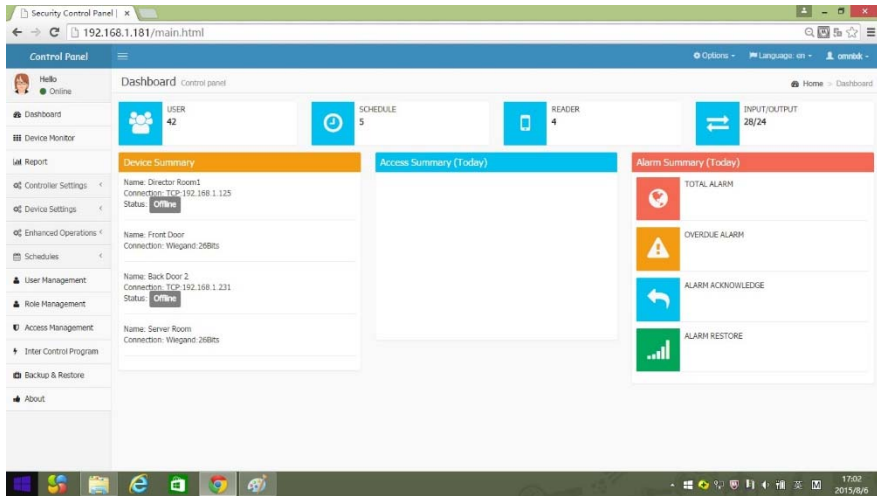 Security Control Panel |
192.168.1.181/main.html
Control Panel
Options
Language: en
Hello
Online
Dashboard Control panel
Home > Dashboard
Dashboard
Device Monitor
Report
Controller Settings
Device Settings
Enhanced Operations
Schedules
User Management
Role Management
Access Management
Inter Control Program
Backup & Restore
About
USER
42
SCHEDULE
5
READER
4
INPUT/OUTPUT
28/24
Device Summary
Name: Director Room1
Connection: TCP:192.168.1.125
Status: Offline
Name: Front Door
Connection: Wiegand:26Bits
Name: Back Door 2
Connection: TCP:192.168.1.231
Status: Offline
Name: Server Room
Connection: Wiegand:26Bits
Access Summary (Today)
Alarm Summary (Today)
TOTAL ALARM
OVERDUE ALARM
ALARM ACKNOWLEDGE
ALARM RESTORE
英
17:02
2015/8/6